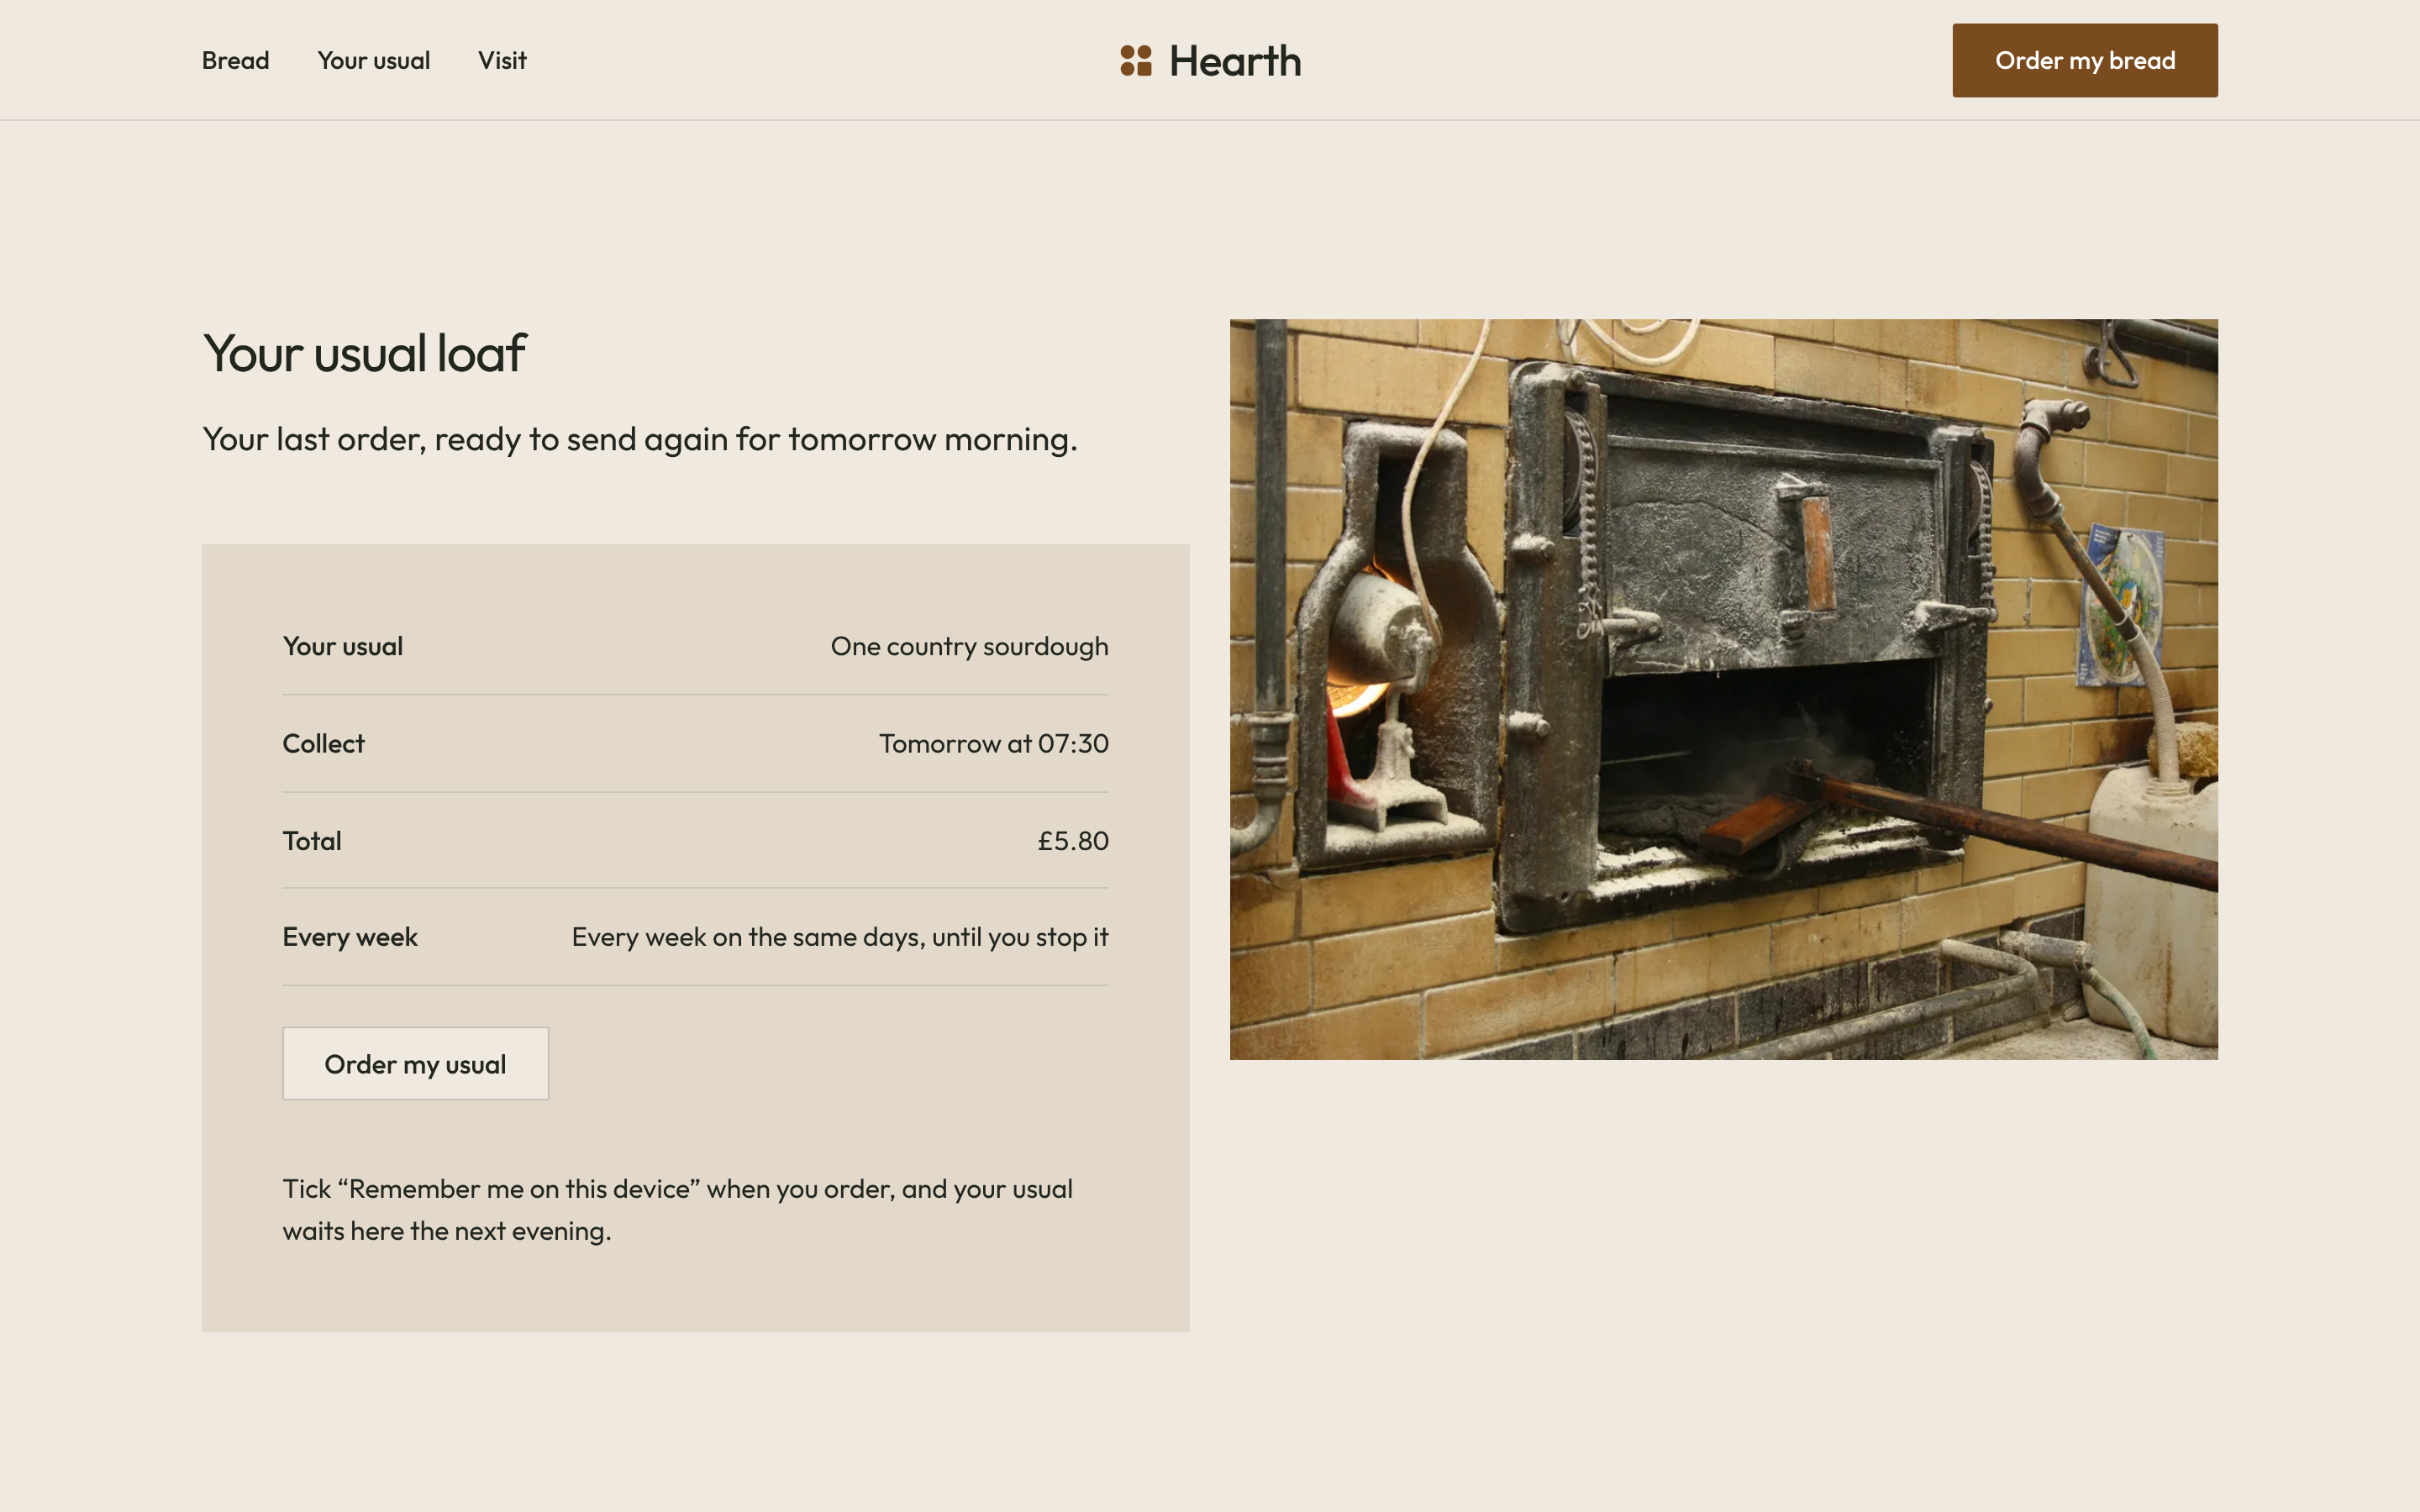 Bread Your usual Visit
Hearth
Order my bread
Your usual loaf
Your last order, ready to send again for tomorrow morning.
Your usual One country sourdough
Collect Tomorrow at 07:30
Total £5.80
Every week Every week on the same days, until you stop it
Order my usual
Tick “Remember me on this device” when you order, and your usual
waits here the next evening.